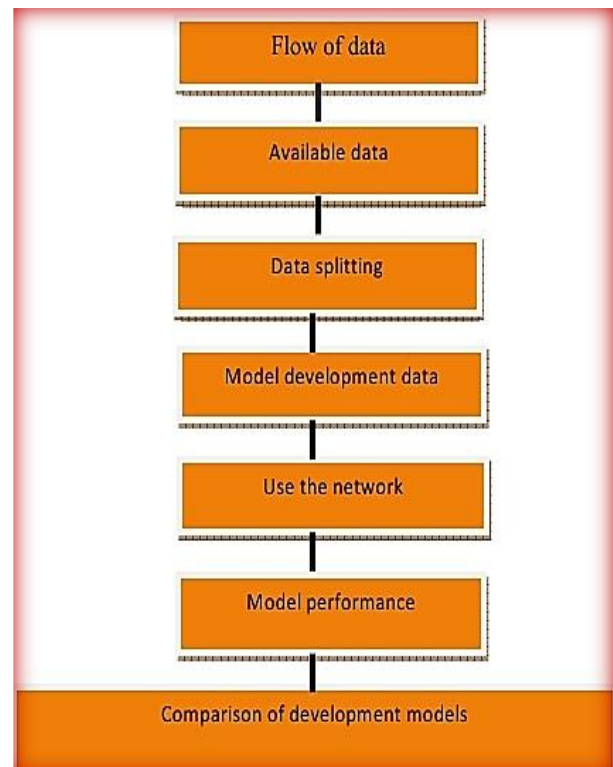 Flow of data
Available data
Data splitting
Model development data
Use the network
Model performance
Comparison of development models